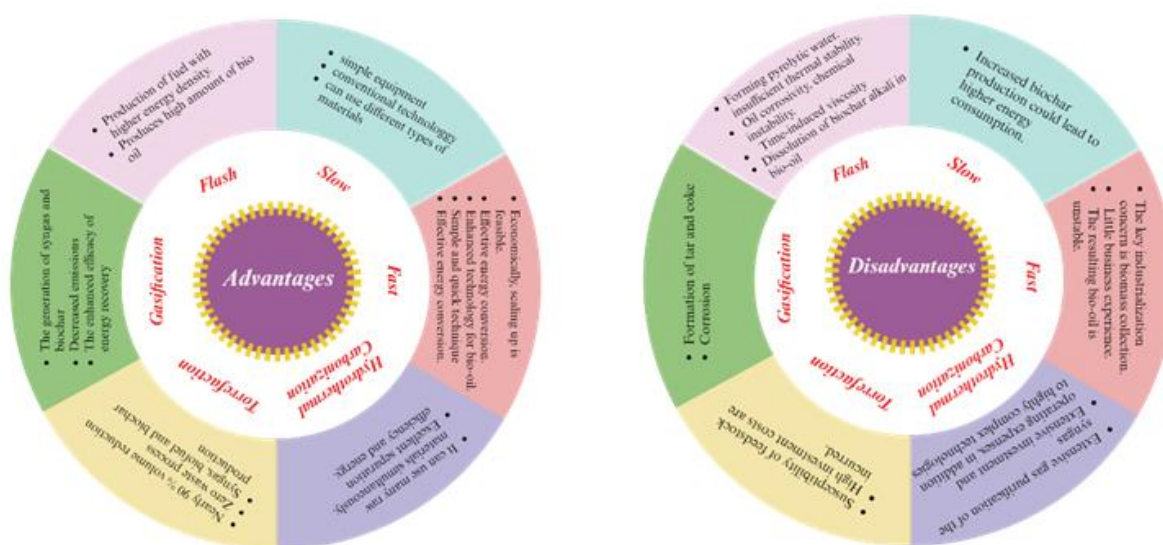 • Production of fuel with
higher energy density.
• Produces high amount of bio
oil
• simple equipment
• conventional technology
• can use different types of
materials
• Economically, scaling up is
feasible.
• Effective energy conversion.
• Enhanced technology for bio-oil.
• Simple and quick technique
• Effective energy conversion.
• It can use many raw
materials simultaneously.
• Excellent separation
efficiency and energy.
• Nearly 90 % volume reduction
• Zero waste process
• Syngas, biofuel and biochar
production
• The generation of syngas and
biochar
• Decreased emissions
• The enhanced efficacy of
energy recovery
Flash
Slow
Fast
Hydrothermal
Carbonization
Torrefaction
Gasification
Advantages
• Forming pyrolytic water.
insufficient thermal stability.
• Oil corrosivity, chemical
instability.
• Time-induced viscosity
• Dissolution of biochar alkali in
bio-oil
• Increased biochar
production could lead to
higher energy
consumption.
• The key industrialization
concern is biomass collection.
• Little business experience.
• The resulting bio-oil is
unstable.
• Extensive gas purification of the
syngas
• Extensive investment and
operating expenses, in addition
to highly complex technologies
• Susceptibility of feedstock
• High investment costs are
incurred.
• Formation of tar and coke
• Corrosion
Flash
Slow
Fast
Hydrothermal
Carbonization
Torrefaction
Gasification
Disadvantages